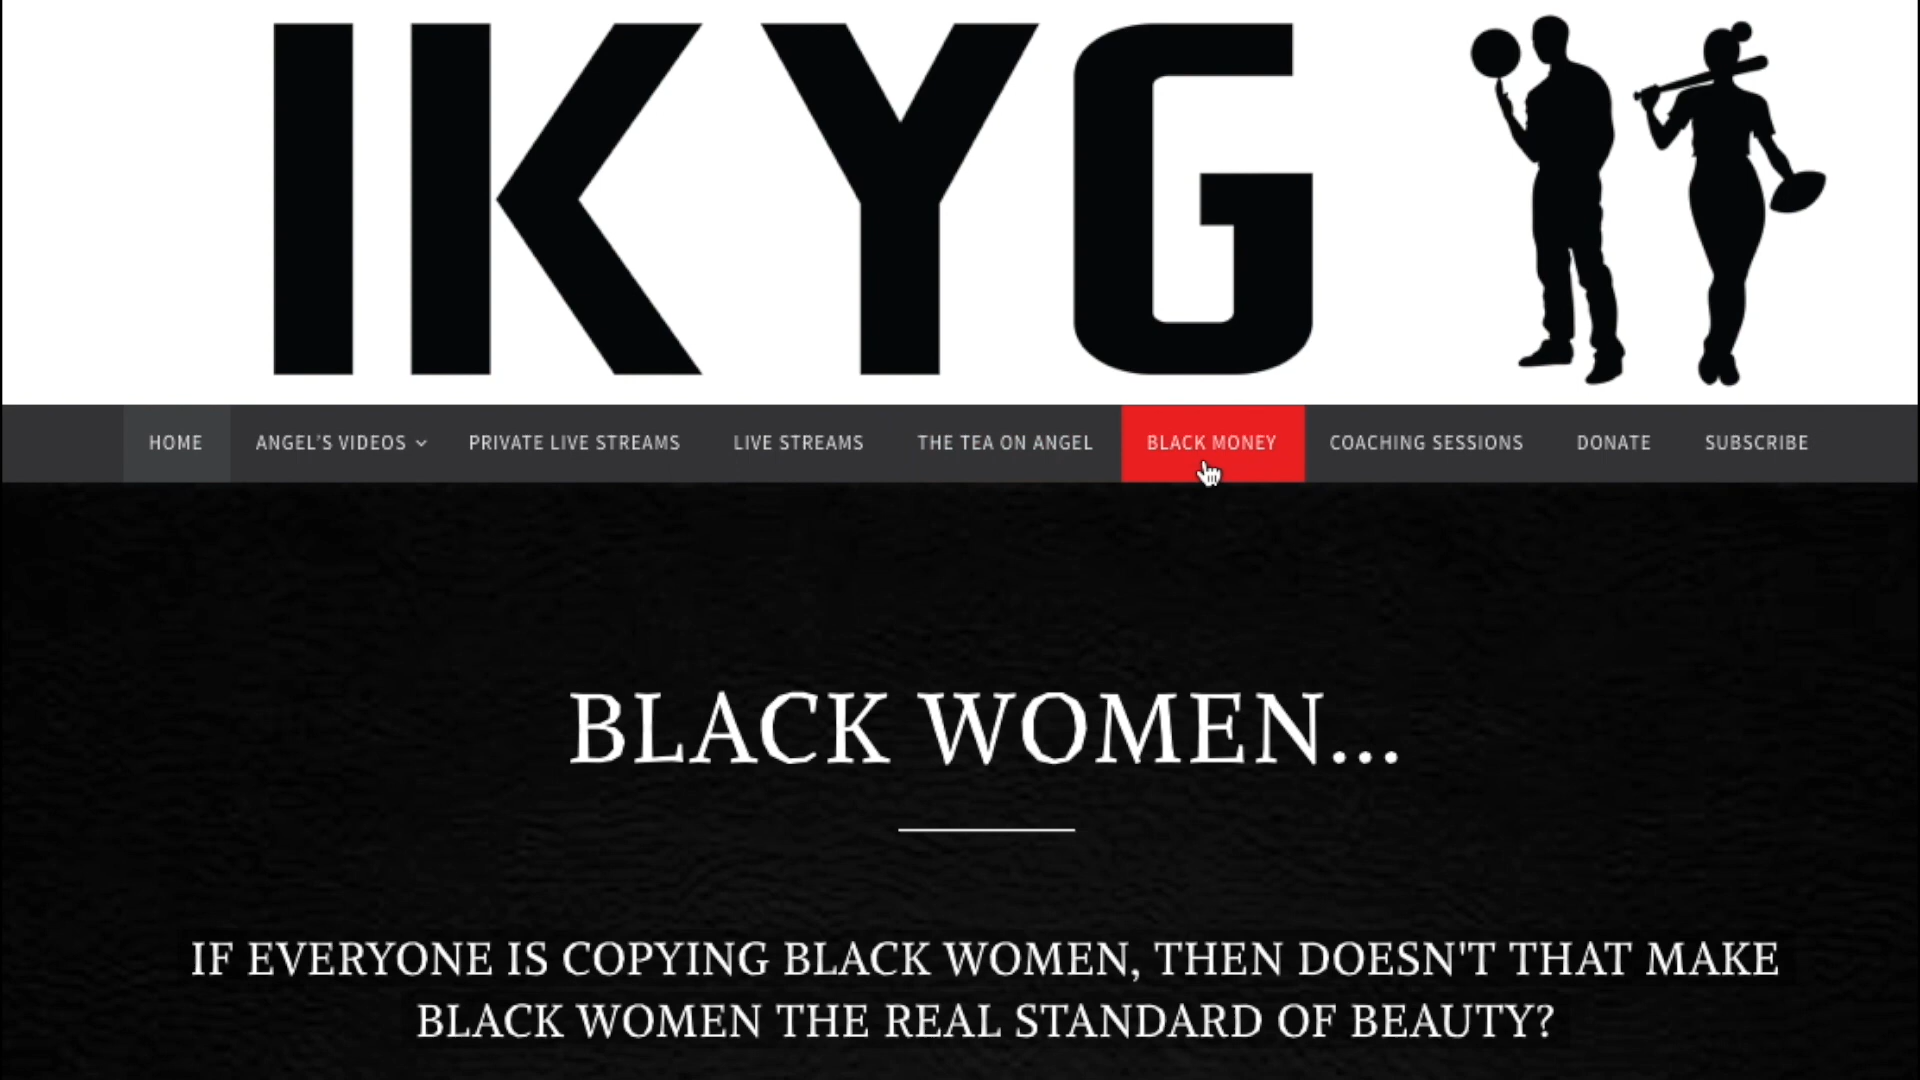 IKYG
HOME ANGEL'S VIDEOS PRIVATE LIVE STREAMS LIVE STREAMS THE TEA ON ANGEL BLACK MONEY COACHING SESSIONS DONATE SUBSCRIBE
BLACK WOMEN...
IF EVERYONE IS COPYING BLACK WOMEN, THEN DOESN'T THAT MAKE
BLACK WOMEN THE REAL STANDARD OF BEAUTY?